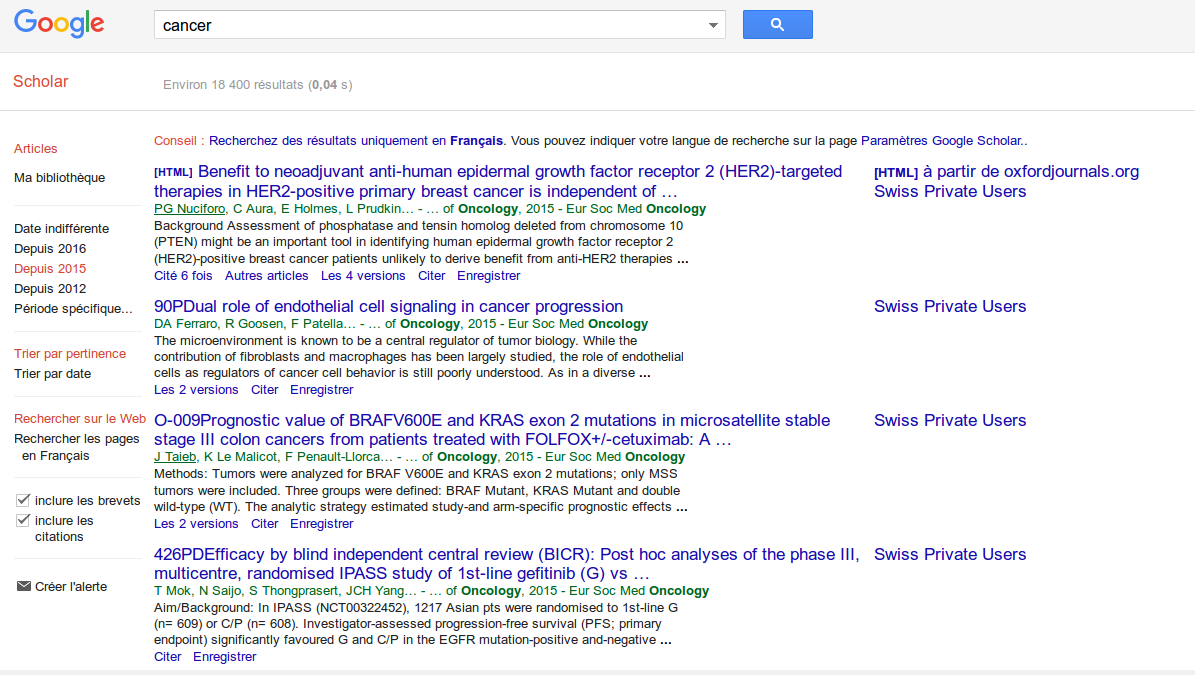 Google
cancer
Scholar
Environ 18 400 résultats (0,04 s)
Articles
Ma bibliothèque
Date indifférente
Depuis 2016
Depuis 2015
Depuis 2012
Période spécifique...
Trier par pertinence
Trier par date
Rechercher sur le Web
Rechercher les pages
en Français
inclure les brevets
inclure les
citations
Créer l'alerte
Conseil : Recherchez des résultats uniquement en Français. Vous pouvez indiquer votre langue de recherche sur la page Paramètres Google Scholar..
[HTML] Benefit to neoadjuvant anti-human epidermal growth factor receptor 2 (HER2)-targeted
therapies in HER2-positive primary breast cancer is independent of …
PG Nuciforo, C Aura, E Holmes, L Prudkin… - … of Oncology, 2015 - Eur Soc Med Oncology
Background Assessment of phosphatase and tensin homolog deleted from chromosome 10
(PTEN) might be an important tool in identifying human epidermal growth factor receptor 2
(HER2)-positive breast cancer patients unlikely to derive benefit from anti-HER2 therapies ...
Cité 6 fois Autres articles Les 4 versions Citer Enregistrer
[HTML] à partir de oxfordjournals.org
Swiss Private Users
90PDual role of endothelial cell signaling in cancer progression
DA Ferraro, R Goosen, F Patella… - … of Oncology, 2015 - Eur Soc Med Oncology
The microenvironment is known to be a central regulator of tumor biology. While the
contribution of fibroblasts and macrophages has been largely studied, the role of endothelial
cells as regulators of cancer cell behavior is still poorly understood. As in a diverse ...
Les 2 versions Citer Enregistrer
Swiss Private Users
O-009Prognostic value of BRAFV600E and KRAS exon 2 mutations in microsatellite stable
stage III colon cancers from patients treated with FOLFOX+/-cetuximab: A …
J Taieb, K Le Malicot, F Penault-Llorca… - … of Oncology, 2015 - Eur Soc Med Oncology
Methods: Tumors were analyzed for BRAF V600E and KRAS exon 2 mutations; only MSS
tumors were included. Three groups were defined: BRAF Mutant, KRAS Mutant and double
wild-type (WT). The analytic strategy estimated study-and arm-specific prognostic effects ...
Les 2 versions Citer Enregistrer
Swiss Private Users
426PDEfficacy by blind independent central review (BICR): Post hoc analyses of the phase III,
multicentre, randomised IPASS study of 1st-line gefitinib (G) vs …
T Mok, N Saijo, S Thongprasert, JCH Yang… - … of Oncology, 2015 - Eur Soc Med Oncology
Aim/Background: In IPASS (NCT00322452), 1217 Asian pts were randomised to 1st-line G
(n= 609) or C/P (n= 608). Investigator-assessed progression-free survival (PFS; primary
endpoint) significantly favoured G and C/P in the EGFR mutation-positive and-negative ...
Citer Enregistrer
Swiss Private Users